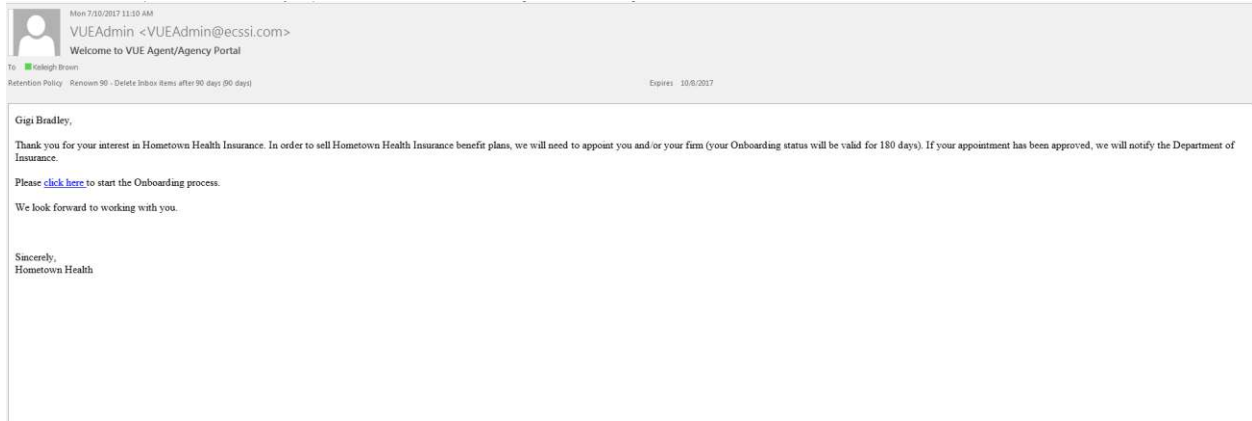 Mon 7/10/2017 11:10 AM
VUEAdmin <VUEAdmin@ecssi.com>
Welcome to VUE Agent/Agency Portal
To Kaileigh Brown
Retention Policy Renown 90 - Delete Inbox items after 90 days (90 days) Expires 10/8/2017
Gigi Bradley,
Thank you for your interest in Hometown Health Insurance. In order to sell Hometown Health Insurance benefit plans, we will need to appoint you and/or your firm (your Onboarding status will be valid for 180 days). If your appointment has been approved, we will notify the Department of
Insurance.
Please click here to start the Onboarding process.
We look forward to working with you.
Sincerely,
Hometown Health